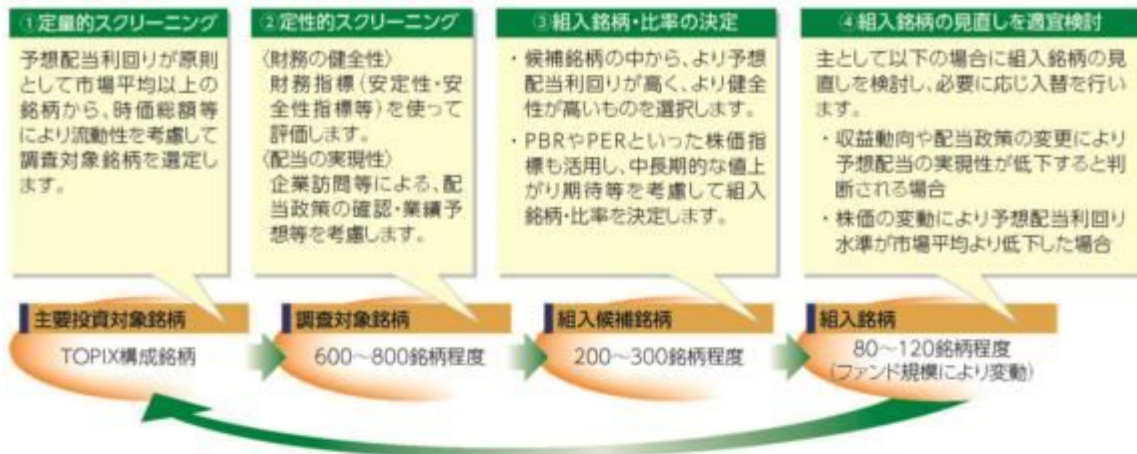 ①定量的スクリーニング
予想配当利回りが原則
として市場平均以上の
銘柄から、時価総額等
により流動性を考慮して
調査対象銘柄を選定し
ます。
②定性的スクリーニング
〈財務の健全性〉
財務指標(安定性・安
全性指標等)を使って
評価します。
〈配当の実現性〉
企業訪問等による、配
当政策の確認・業績予
想等を考慮します。
③組入銘柄・比率の決定
・候補銘柄の中から、より予想
配当利回りが高く、より健全
性が高いものを選択します。
・PBRやPERといった株価指
標も活用し、中長期的な値上
がり期待等を考慮して組入
銘柄・比率を決定します。
④組入銘柄の見直しを適宜検討
主として以下の場合に組入銘柄の見
直しを検討し、必要に応じ入替を行い
ます。
・収益動向や配当政策の変更により
予想配当の実現性が低下すると判
断される場合
・株価の変動により予想配当利回り
水準が市場平均より低下した場合
主要投資対象銘柄
TOPIX構成銘柄
調査対象銘柄
600～800銘柄程度
組入候補銘柄
200～300銘柄程度
組入銘柄
80～120銘柄程度
(ファンド規模により変動)